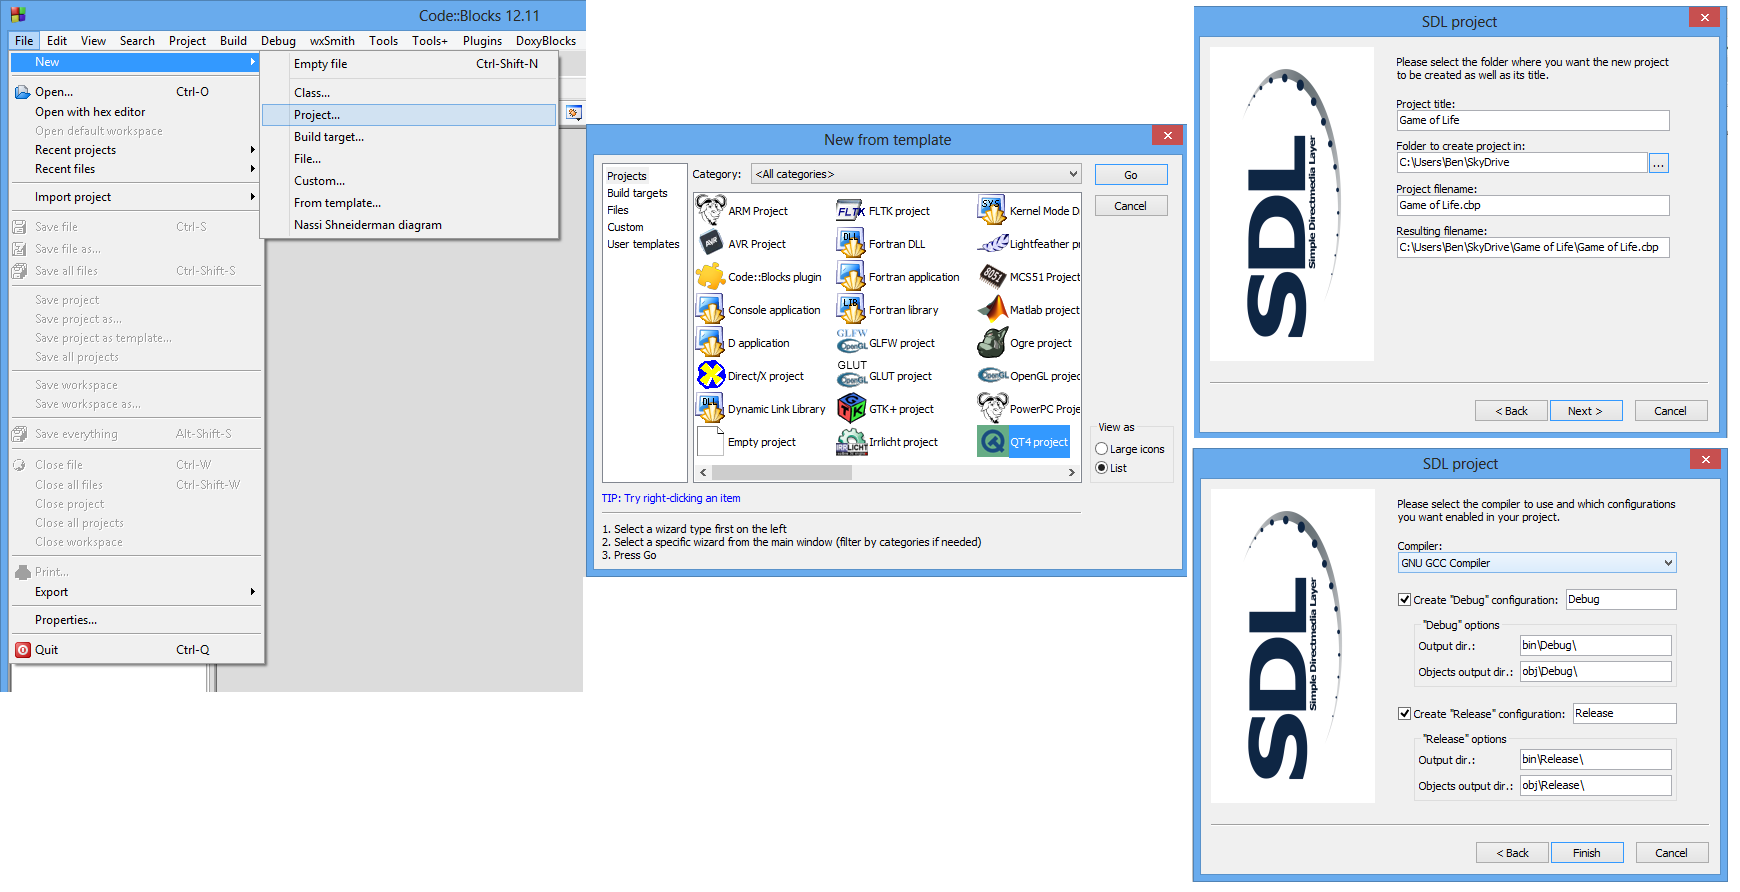 Code::Blocks 12.11
File Edit View Search Project Build Debug wxSmith Tools Tools+ Plugins DoxyBlocks
New
Open... Ctrl-O
Open with hex editor
Open default workspace
Recent projects
Recent files
Import project
Save file Ctrl-S
Save file as...
Save all files Ctrl-Shift-S
Save project
Save project as...
Save project as template...
Save all projects
Save workspace
Save workspace as...
Save everything Alt-Shift-S
Close file Ctrl-W
Close all files Ctrl-Shift-W
Close project
Close all projects
Close workspace
Print...
Export
Properties...
Quit Ctrl-Q
Empty file Ctrl-Shift-N
Class...
Project...
Build target...
File...
Custom...
From template...
Nassi Shneiderman diagram
New from template
Projects
Build targets
Files
Custom
User templates
Category: <All categories>
Go
Cancel
ARM Project
AVR Project
Code::Blocks plugin
Console application
D application
Direct/X project
Dynamic Link Library
Empty project
FLTK project
Fortran DLL
Fortran application
Fortran library
GLFW project
GLUT project
GTK+ project
Irrlicht project
Kernel Mode D
Lightfeather pr
MCS51 Project
Matlab project
Ogre project
OpenGL projec
PowerPC Proje
QT4 project
View as
Large icons
List
TIP: Try right-clicking an item
1. Select a wizard type first on the left
2. Select a specific wizard from the main window (filter by categories if needed)
3. Press Go
SDL project
SDL
Simple Directmedia Layer
Please select the folder where you want the new project
to be created as well as its title.
Project title:
Game of Life
Folder to create project in:
C:\Users\Ben\SkyDrive ...
Project filename:
Game of Life.cbp
Resulting filename:
C:\Users\Ben\SkyDrive\Game of Life\Game of Life.cbp
< Back Next > Cancel
SDL project
SDL
Simple Directmedia Layer
Please select the compiler to use and which configurations
you want enabled in your project.
Compiler:
GNU GCC Compiler
Create "Debug" configuration: Debug
"Debug" options
Output dir.: bin\Debug\
Objects output dir.: obj\Debug\
Create "Release" configuration: Release
"Release" options
Output dir.: bin\Release\
Objects output dir.: obj\Release\
< Back Finish Cancel